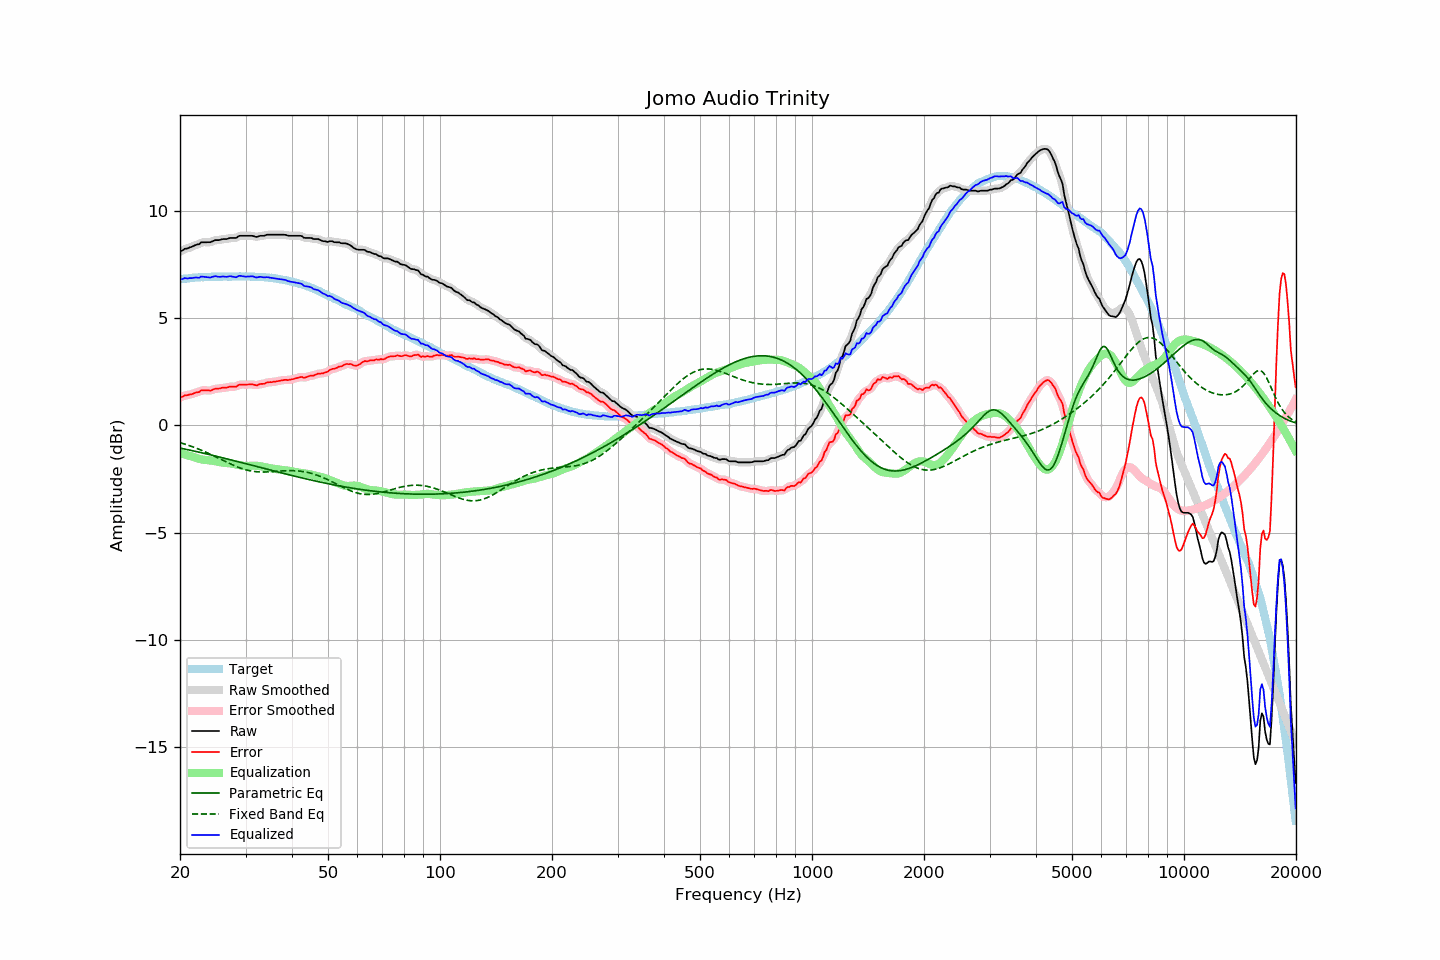 Jomo Audio Trinity
Amplitude (dBr)
10
5
0
−5
−10
−15
Target
Raw Smoothed
Error Smoothed
Raw
Error
Equalization
Parametric Eq
Fixed Band Eq
Equalized
20 50 100 200 500 1000 2000 5000 10000 20000
Frequency (Hz)